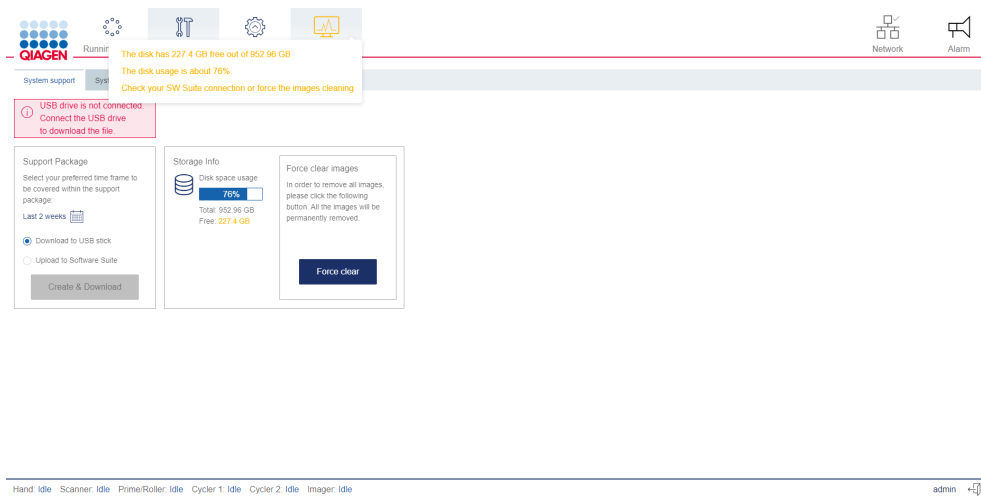 QIAGEN
Network
Alarm
The disk has 227.4 GB free out of 952.96 GB
The disk usage is about 76%
Check your SW Suite connection or force the images cleaning
System support
USB drive is not connected.
Connect the USB drive
to download the file.
Support Package
Select your preferred time frame to
be covered within the support
package:
Last 2 weeks
Download to USB stick
Upload to Software Suite
Create & Download
Storage Info
Disk space usage
76%
Total: 952.96 GB
Free: 227.4 GB
Force clear images
In order to remove all images,
please click the following
button. All the images will be
permanently removed.
Force clear
Hand: Idle Scanner: Idle Prime/Roller: Idle Cycler 1: Idle Cycler 2: Idle Imager: Idle
admin